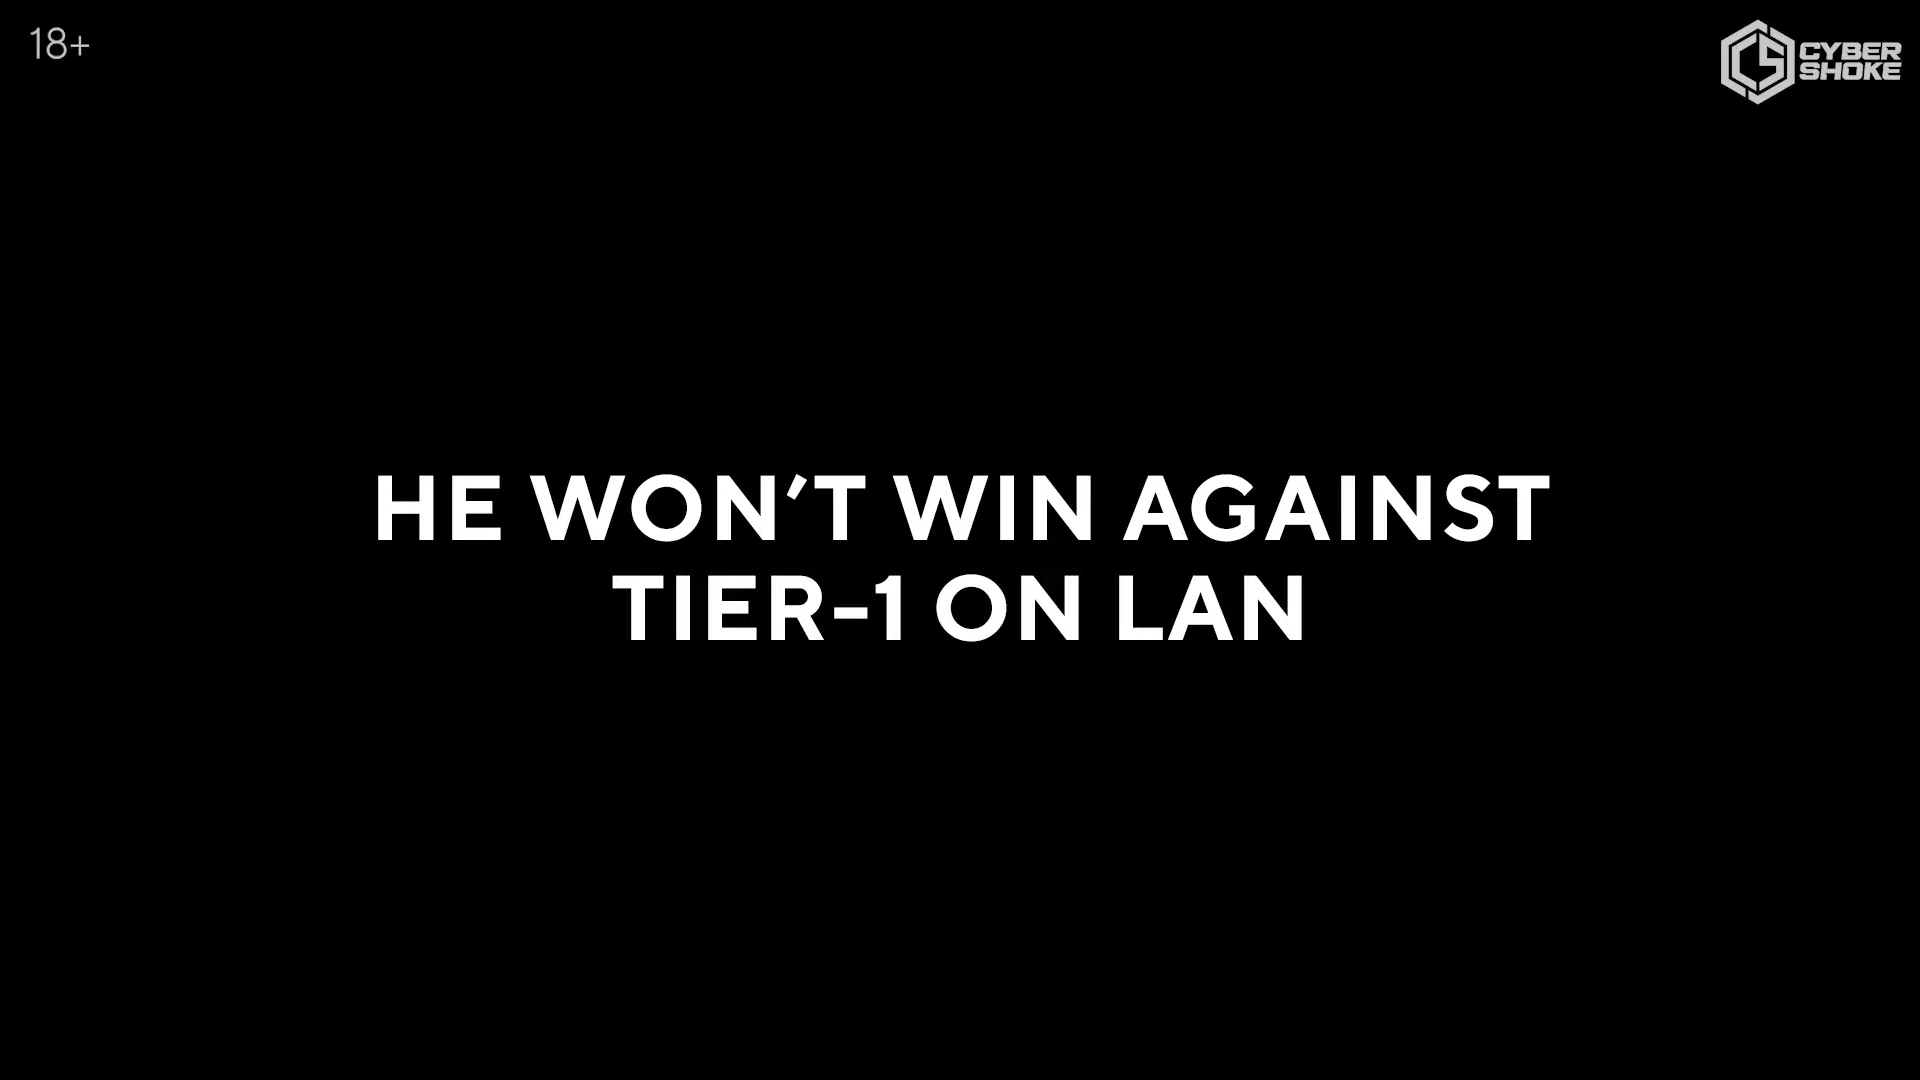 18+
CYBER
SHOKE
HE WON'T WIN AGAINST
TIER-1 ON LAN